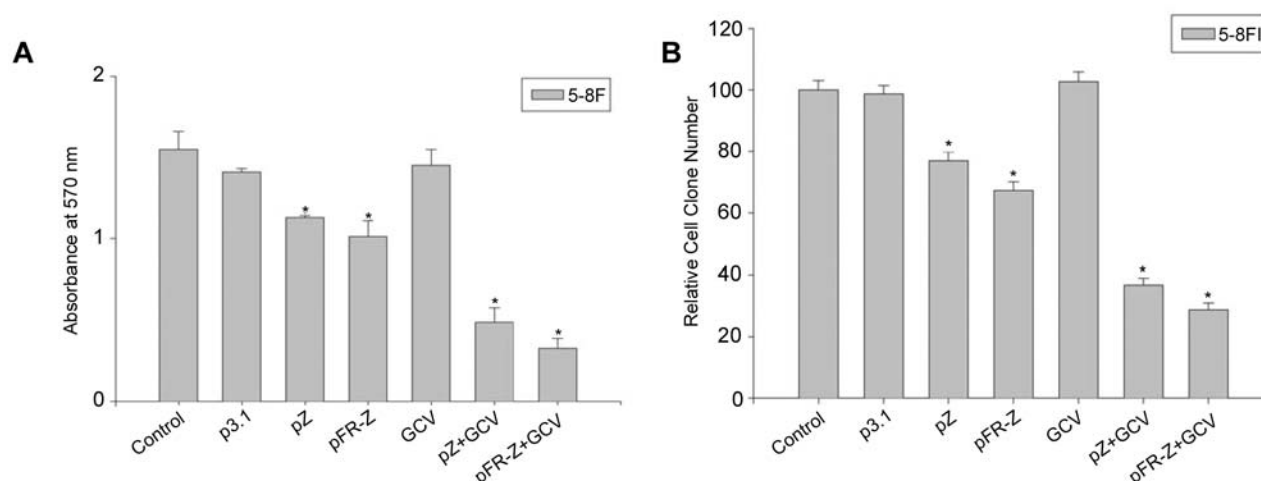 A
2
1
0
Absorbance at 570 nm
5-8F
*
*
*
*
Control
p3.1
pZ
pFR-Z
GCV
pZ+GCV
pFR-Z+GCV
B
120
100
80
60
40
20
0
Relative Cell Clone Number
5-8FI
*
*
*
*
Control
p3.1
pZ
pFR-Z
GCV
pZ+GCV
pFR-Z+GCV